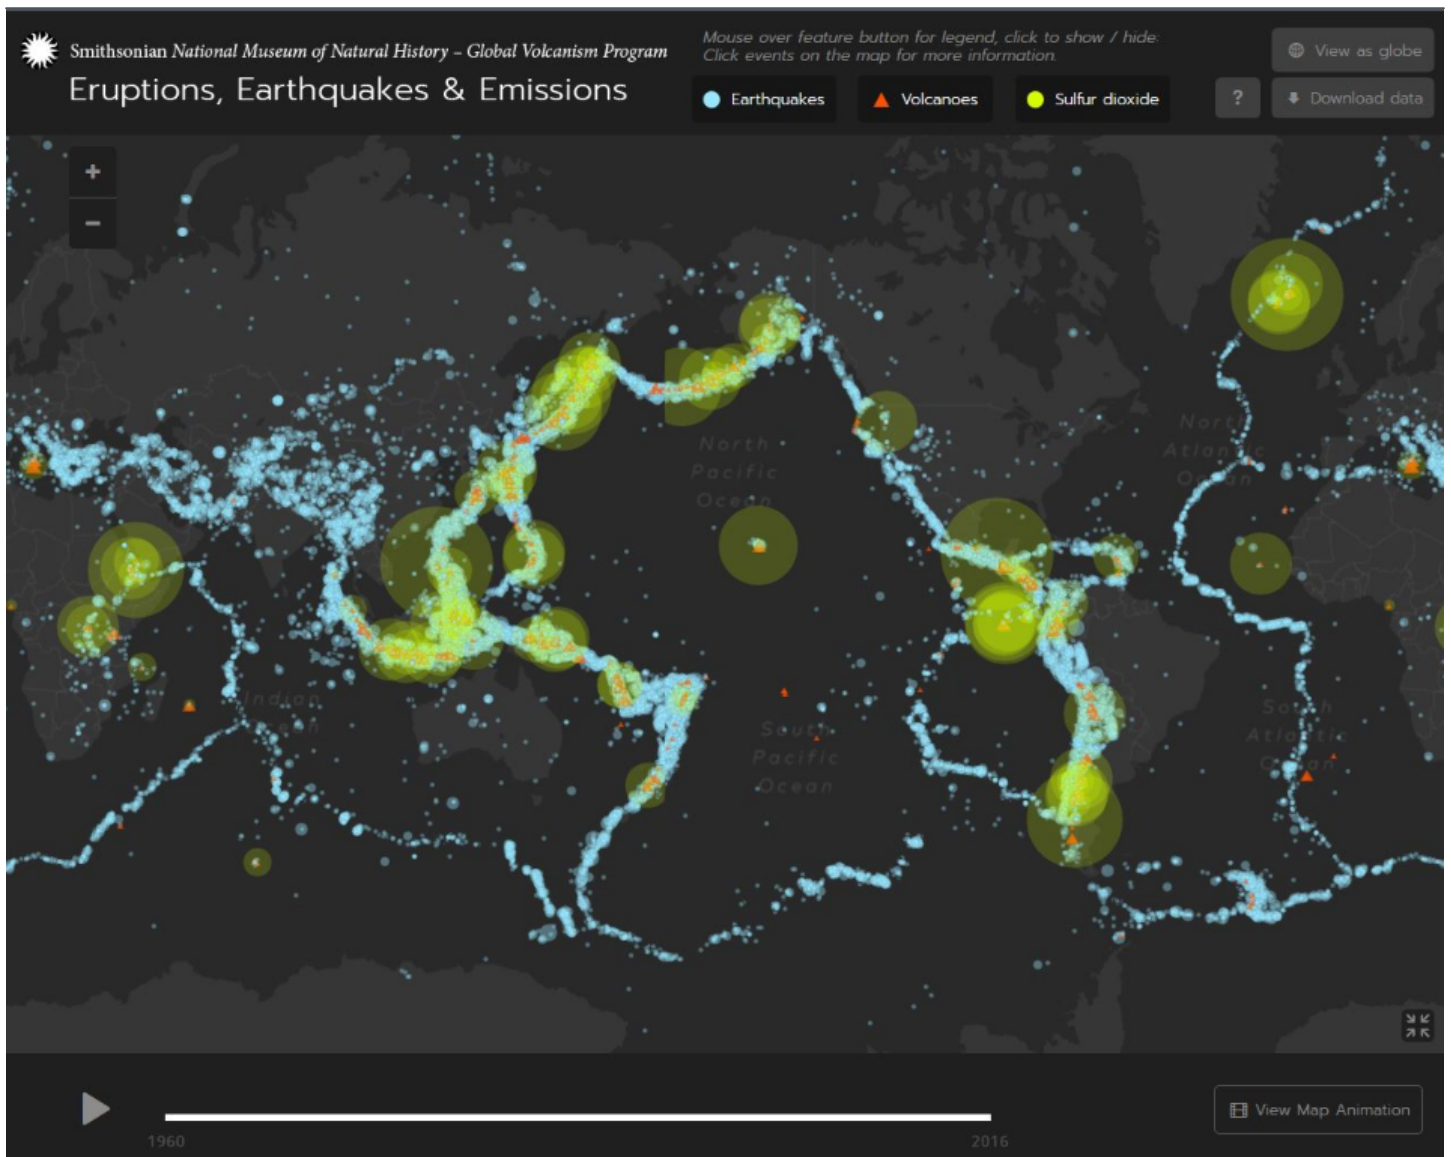 Smithsonian National Museum of Natural History – Global Volcanism Program
Eruptions, Earthquakes & Emissions
Mouse over feature button for legend, click to show / hide:
Click events on the map for more information.
Earthquakes
Volcanoes
Sulfur dioxide
?
View as globe
Download data
+
−
North
Pacific
Ocean
North
Atlantic
Ocean
Indian
Ocean
South
Pacific
Ocean
South
Atlantic
Ocean
1960
2016
View Map Animation